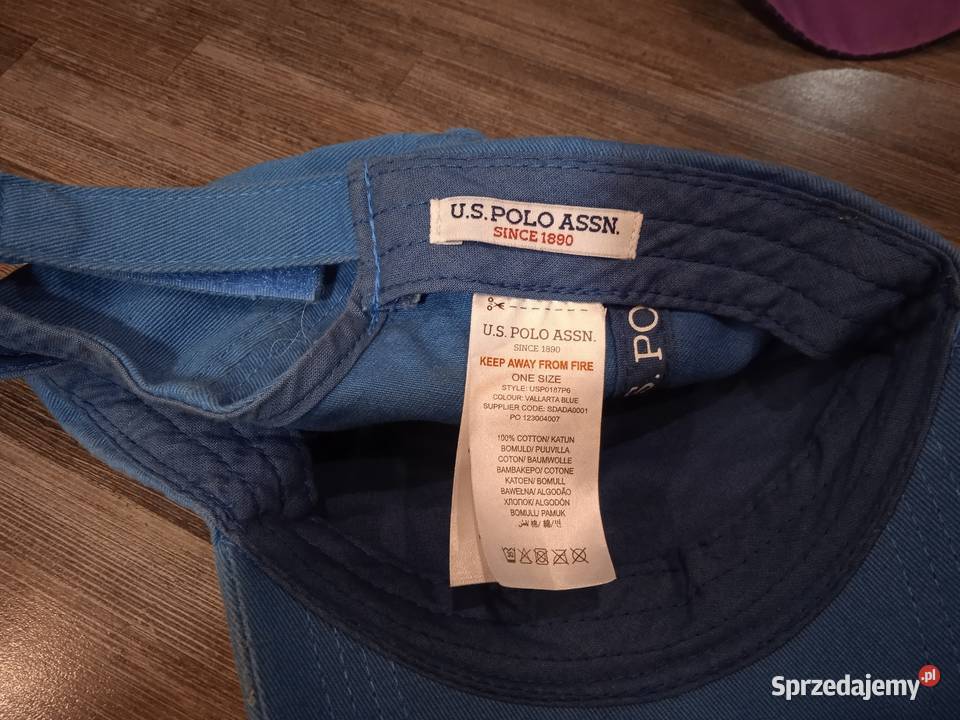 U.S. POLO ASSN.
SINCE 1890
S. PO
U.S. POLO ASSN.
SINCE 1890
KEEP AWAY FROM FIRE
ONE SIZE
STYLE: USP0187P6
COLOUR: VALLARTA BLUE
SUPPLIER CODE: SDADA0001
PO 123004007
100% COTTON/ KATUN
BOMULD/ PUUVILLA
COTON/ BAUMWOLLE
BAMBAKEPO/ COTONE
KATOEN/ BOMULL
BAWEŁNA/ ALGODÃO
ХЛОПОК/ ALGODÓN
BOMULL/ PAMUK
Sprzedajemy.pl